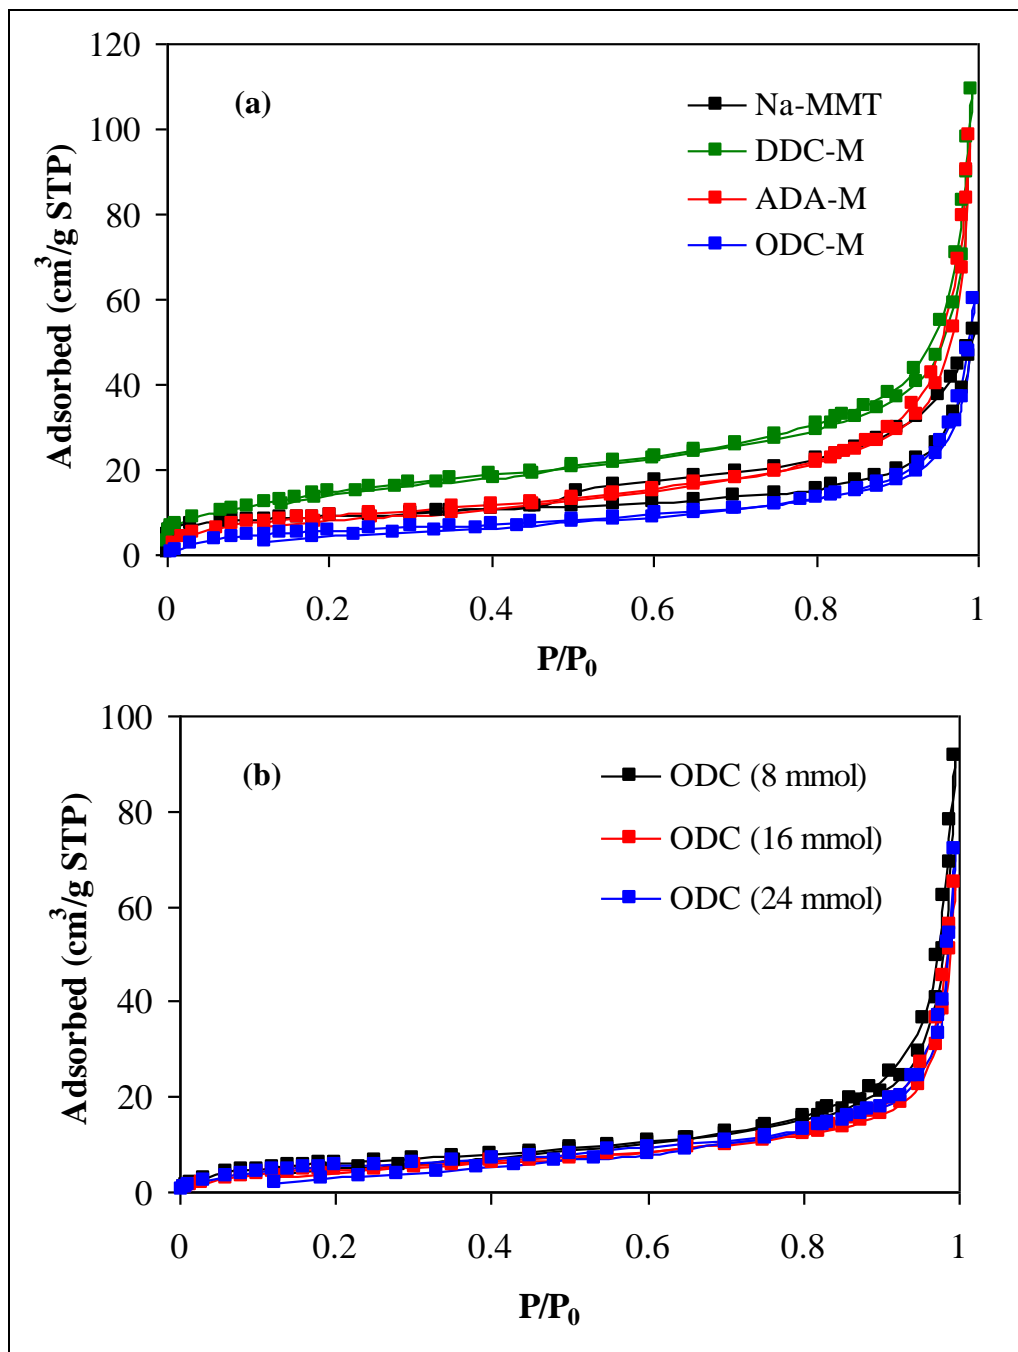 120
100
80
60
40
20
0
Adsorbed (cm³/g STP)
(a)
Na-MMT
DDC-M
ADA-M
ODC-M
0 0.2 0.4 0.6 0.8 1
P/P₀
100
80
60
40
20
0
Adsorbed (cm³/g STP)
(b)
ODC (8 mmol)
ODC (16 mmol)
ODC (24 mmol)
0 0.2 0.4 0.6 0.8 1
P/P₀